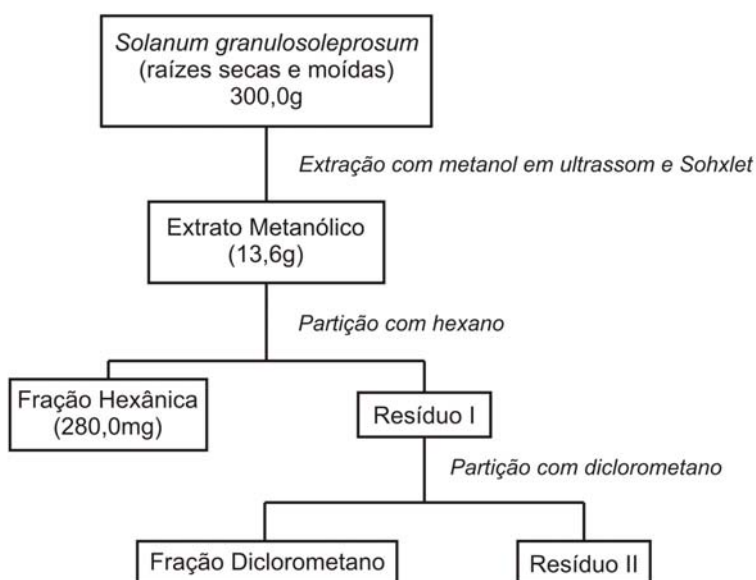 Solanum granulosoleprosum
(raízes secas e moídas)
300,0g
Extração com metanol em ultrassom e Sohxlet
Extrato Metanólico
(13,6g)
Partição com hexano
Fração Hexânica
(280,0mg)
Resíduo I
Partição com diclorometano
Fração Diclorometano
Resíduo II